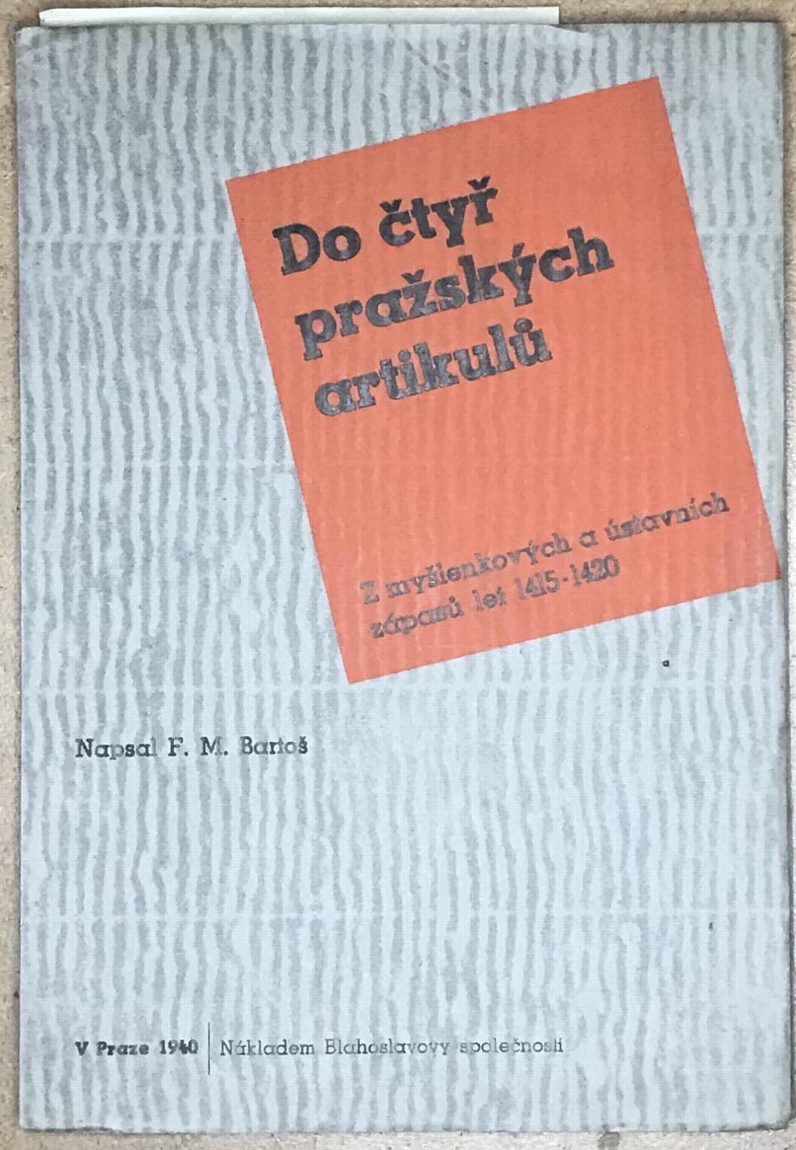 Do čtyř
pražských
artikulů
Z myšlenkových a ústavních
zápasů let 1415-1420
Napsal F. M. Bartoš
V Praze 1940 | Nákladem Blahoslavovy společnosti